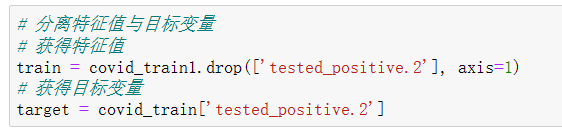 # 分离特征值与目标变量
# 获得特征值
train = covid_train1.drop(['tested_positive.2'], axis=1)
# 获得目标变量
target = covid_train['tested_positive.2']